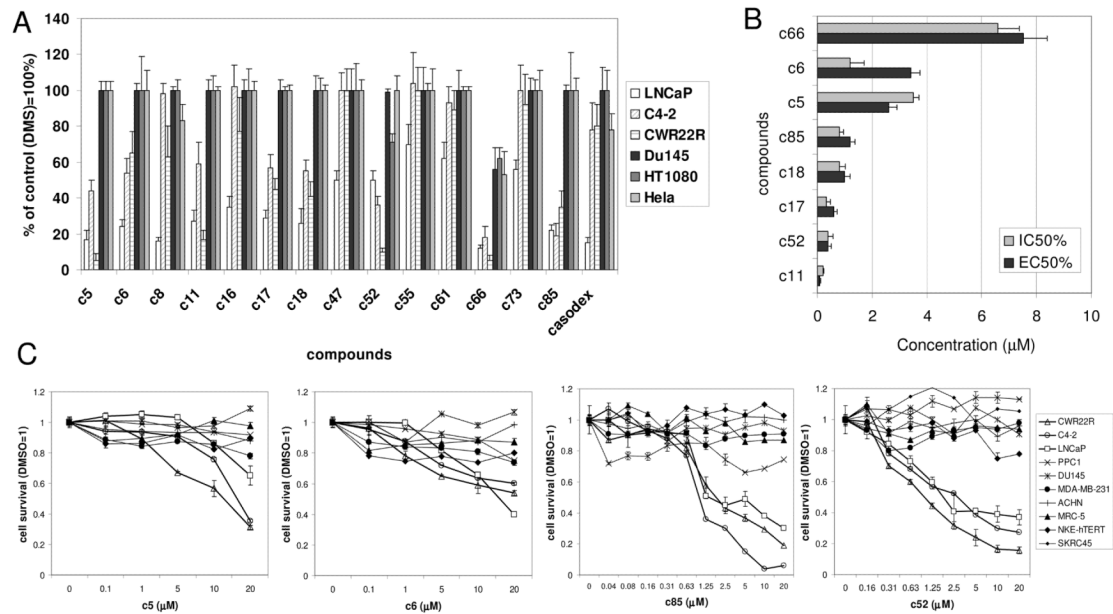 A
140
120
100
80
60
40
20
0
% of control (DMS)=100%)
c5
c6
c8
c11
c16
c17
c18
c47
c52
c55
c61
c66
c73
c85
casodex
compounds
LNCaP
C4-2
CWR22R
Du145
HT1080
Hela
B
c66
c6
c5
c85
c18
c17
c52
c11
compounds
0 2 4 6 8 10
Concentration (μM)
IC50%
EC50%
C
cell survival (DMSO=1)
1.2
1
0.8
0.6
0.4
0.2
0
0 0.1 1 5 10 20
c5 (μM)
cell survival (DMSO=1)
1.2
1
0.8
0.6
0.4
0.2
0
0 0.1 1 5 10 20
c6 (μM)
cell survival (DMSO=1)
1.2
1
0.8
0.6
0.4
0.2
0
0 0.04 0.08 0.16 0.31 0.63 1.25 2.5 5 10 20
c85 (μM)
cell survival (DMSO=1)
1.2
1
0.8
0.6
0.4
0.2
0
0 0.16 0.31 0.63 1.25 2.5 5 10 20
c52 (μM)
CWR22R
C4-2
LNCaP
PPC1
DU145
MDA-MB-231
ACHN
MRC-5
NKE-hTERT
SKRC45